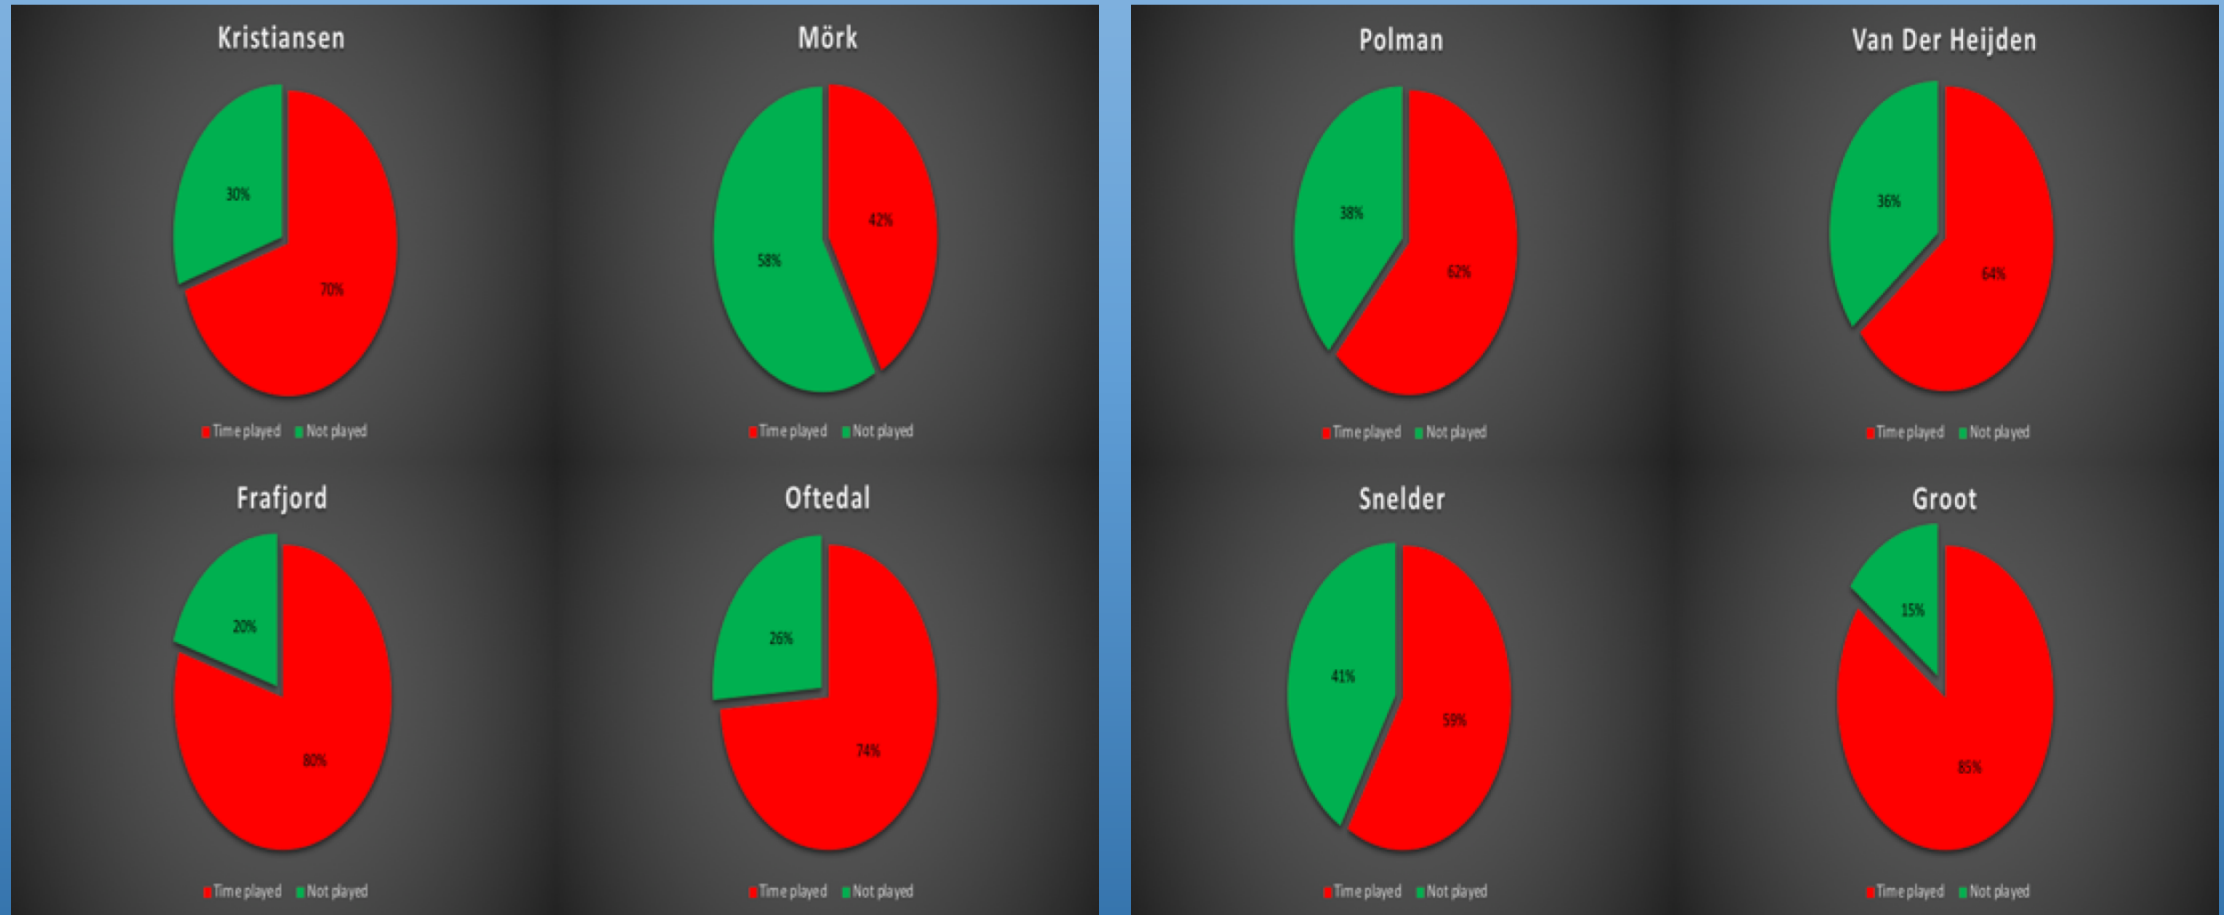 Kristiansen
30%
70%
Time played Not played
Mörk
42%
58%
Time played Not played
Frafjord
20%
80%
Time played Not played
Oftedal
26%
74%
Time played Not played
Polman
38%
62%
Time played Not played
Van Der Heijden
36%
64%
Time played Not played
Snelder
41%
59%
Time played Not played
Groot
15%
85%
Time played Not played